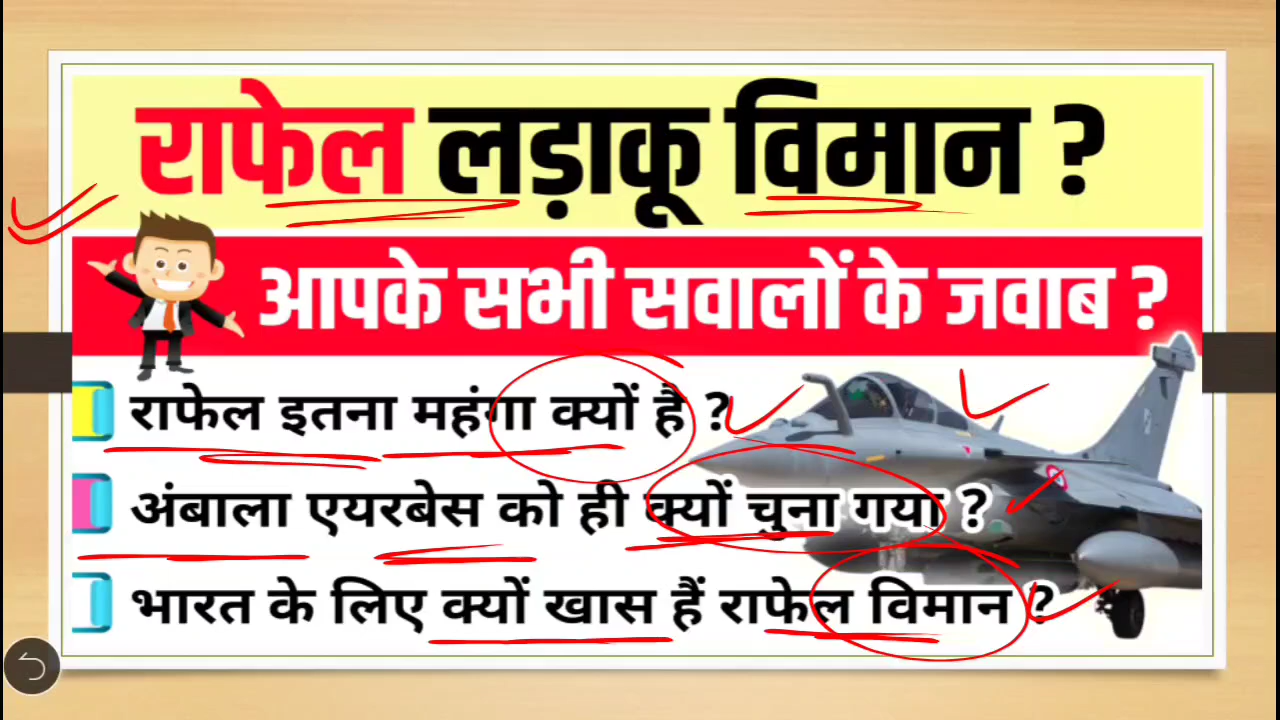 राफेल लड़ाकू विमान ?
आपके सभी सवालों के जवाब ?
राफेल इतना महंगा क्यों है ?
अंबाला एयरबेस को ही क्यों चुना गया ?
भारत के लिए क्यों खास हैं राफेल विमान ?